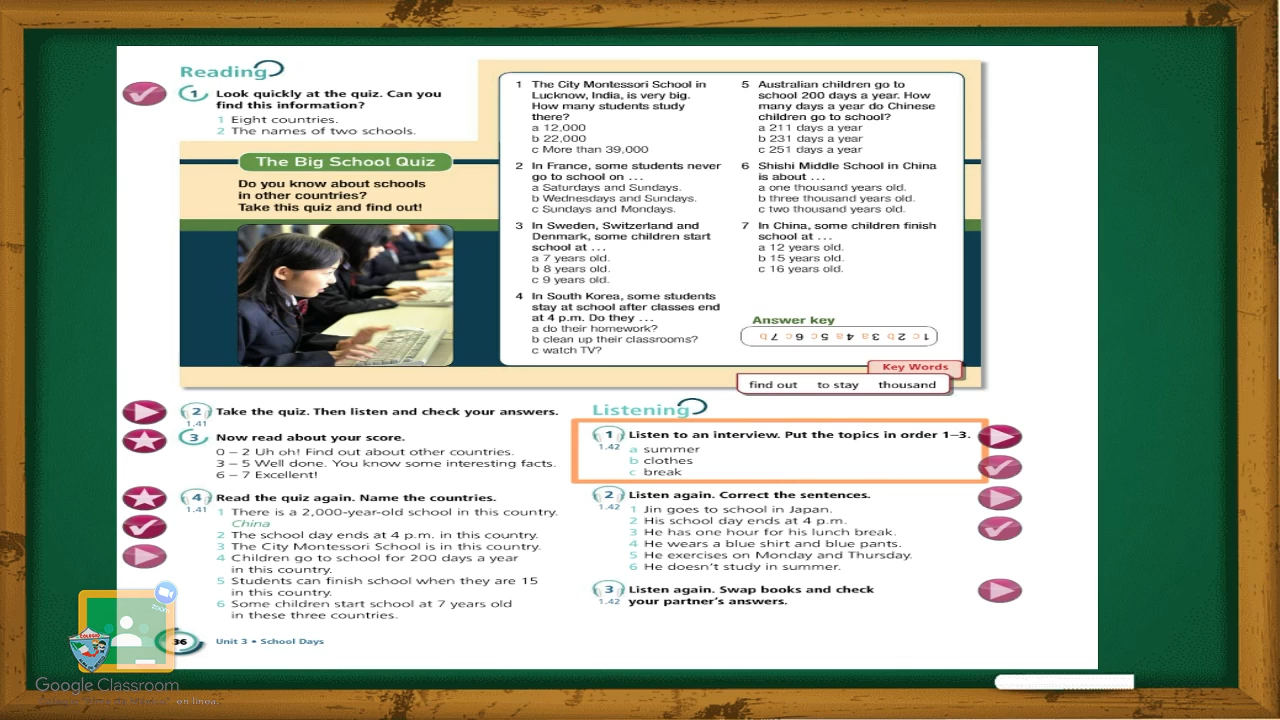 Reading
1 Look quickly at the quiz. Can you
find this information?
1 Eight countries.
2 The names of two schools.
The Big School Quiz
Do you know about schools
in other countries?
Take this quiz and find out!
1 The City Montessori School in
Lucknow, India, is very big.
How many students study
there?
a 12,000
b 22,000
c More than 39,000
2 In France, some students never
go to school on ...
a Saturdays and Sundays.
b Wednesdays and Sundays.
c Sundays and Mondays.
3 In Sweden, Switzerland and
Denmark, some children start
school at ...
a 7 years old.
b 8 years old.
c 9 years old.
4 In South Korea, some students
stay at school after classes end
at 4 p.m. Do they ...
a do their homework?
b clean up their classrooms?
c watch TV?
5 Australian children go to
school 200 days a year. How
many days a year do Chinese
children go to school?
a 211 days a year
b 231 days a year
c 251 days a year
6 Shishi Middle School in China
is about ...
a one thousand years old.
b three thousand years old.
c two thousand years old.
7 In China, some children finish
school at ...
a 12 years old.
b 15 years old.
c 16 years old.
Answer key
1 c 2 b 3 a 4 a 5 c 6 c 7 b
Key Words
find out to stay thousand
2 Take the quiz. Then listen and check your answers.
1.41
3 Now read about your score.
0 – 2 Uh oh! Find out about other countries.
3 – 5 Well done. You know some interesting facts.
6 – 7 Excellent!
4 Read the quiz again. Name the countries.
1.41
1 There is a 2,000-year-old school in this country.
China
2 The school day ends at 4 p.m. in this country.
3 The City Montessori School is in this country.
4 Children go to school for 200 days a year
in this country.
5 Students can finish school when they are 15
in this country.
6 Some children start school at 7 years old
in these three countries.
Listening
1 Listen to an interview. Put the topics in order 1–3.
1.42
a summer
b clothes
c break
2 Listen again. Correct the sentences.
1.42
1 Jin goes to school in Japan.
2 His school day ends at 4 p.m.
3 He has one hour for his lunch break.
4 He wears a blue shirt and blue pants.
5 He exercises on Monday and Thursday.
6 He doesn't study in summer.
3 Listen again. Swap books and check
1.42
your partner's answers.
36 Unit 3 • School Days
zoom
COLEGIO
Google Classroom
on linea.